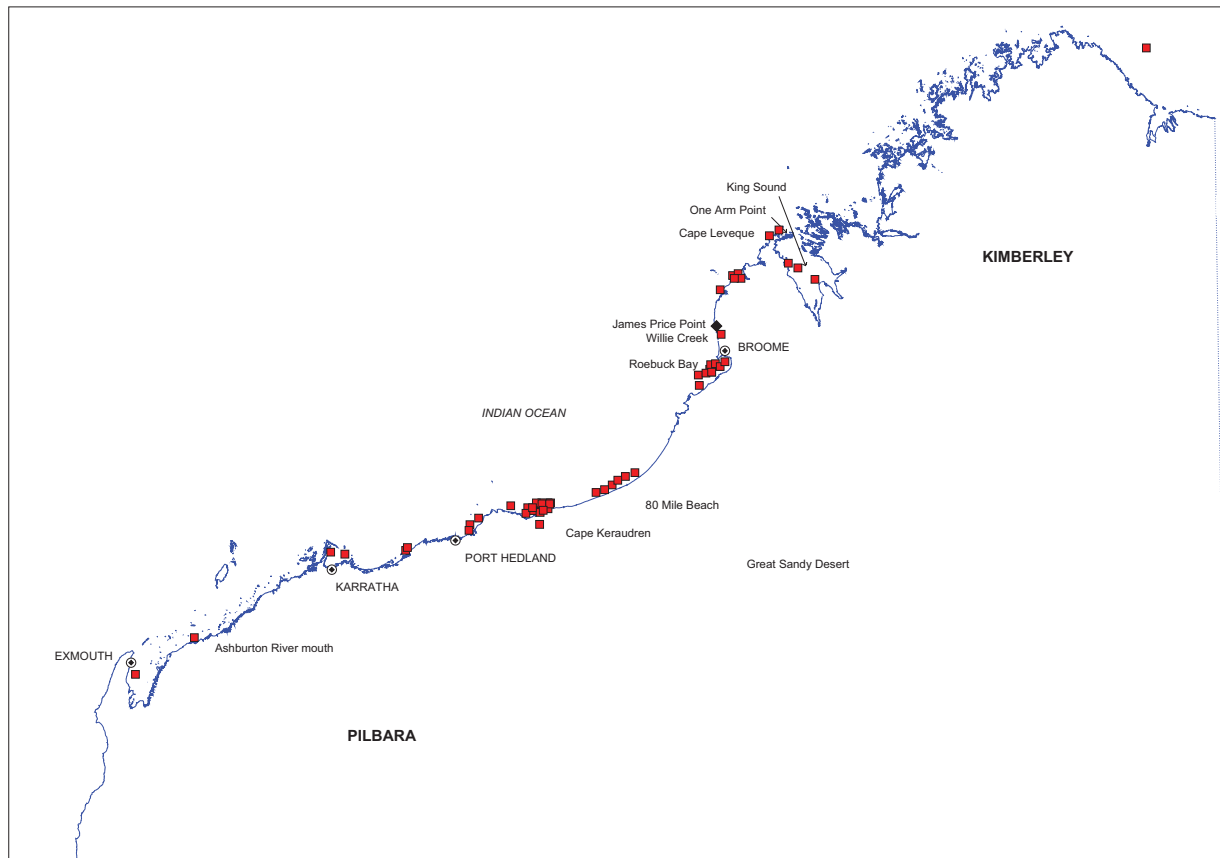 King Sound
One Arm Point
Cape Leveque
KIMBERLEY
James Price Point
Willie Creek
BROOME
Roebuck Bay
INDIAN OCEAN
80 Mile Beach
Cape Keraudren
PORT HEDLAND
Great Sandy Desert
KARRATHA
Ashburton River mouth
EXMOUTH
PILBARA